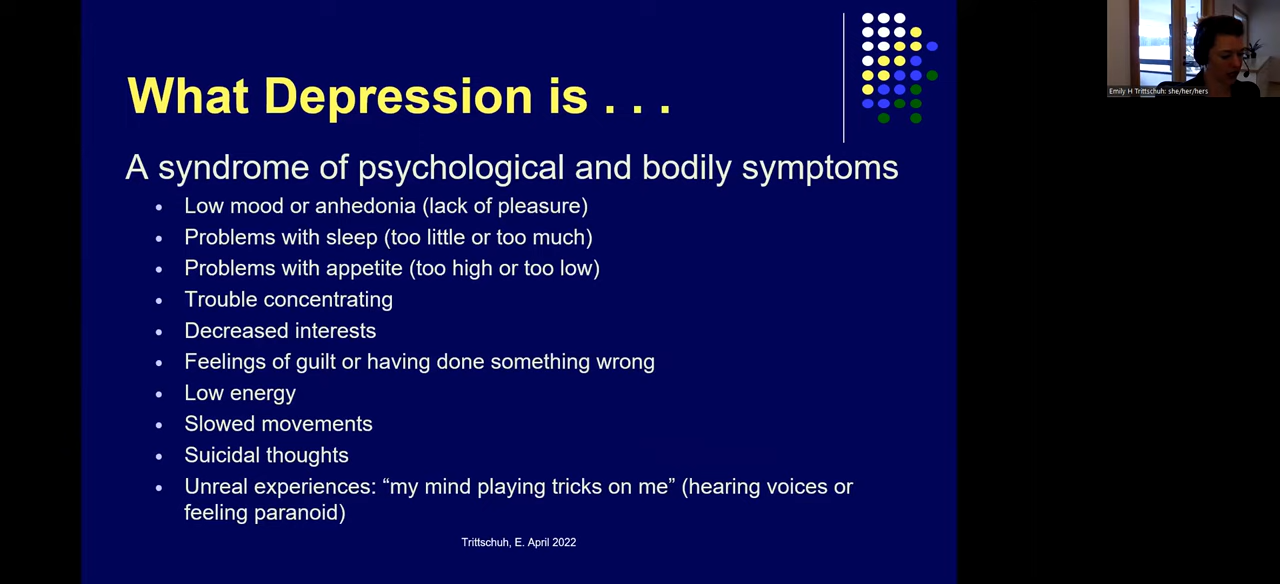 What Depression is . . .
A syndrome of psychological and bodily symptoms
• Low mood or anhedonia (lack of pleasure)
• Problems with sleep (too little or too much)
• Problems with appetite (too high or too low)
• Trouble concentrating
• Decreased interests
• Feelings of guilt or having done something wrong
• Low energy
• Slowed movements
• Suicidal thoughts
• Unreal experiences: “my mind playing tricks on me” (hearing voices or
feeling paranoid)
Trittschuh, E. April 2022
Emily H Trittschuh: she/her/hers